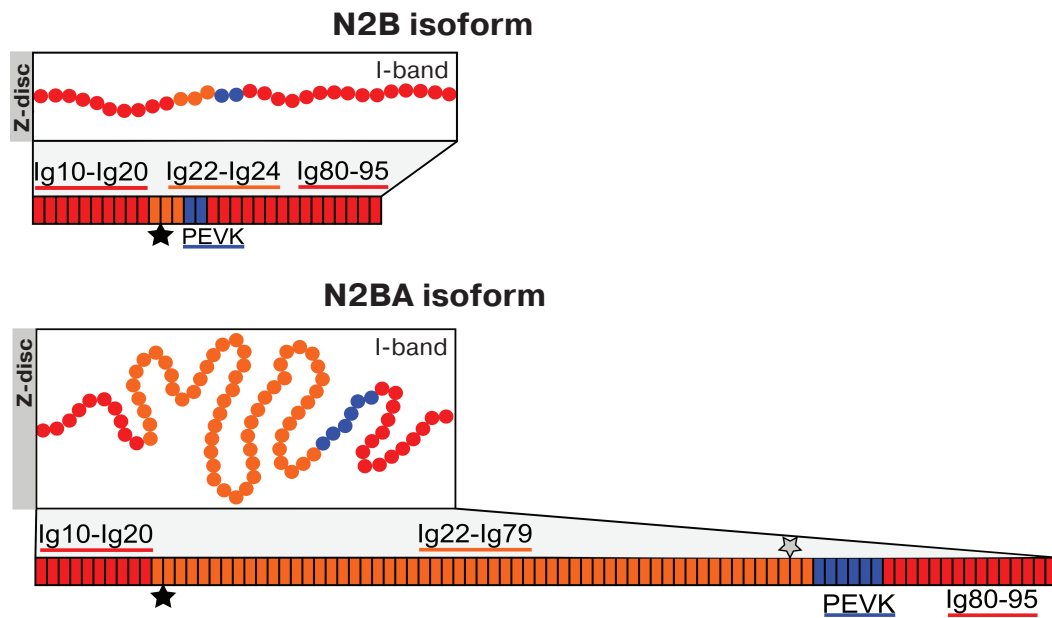 N2B isoform
Z-disc
I-band
Ig10-Ig20 Ig22-Ig24 Ig80-95
PEVK
N2BA isoform
Z-disc
I-band
Ig10-Ig20 Ig22-Ig79
PEVK Ig80-95